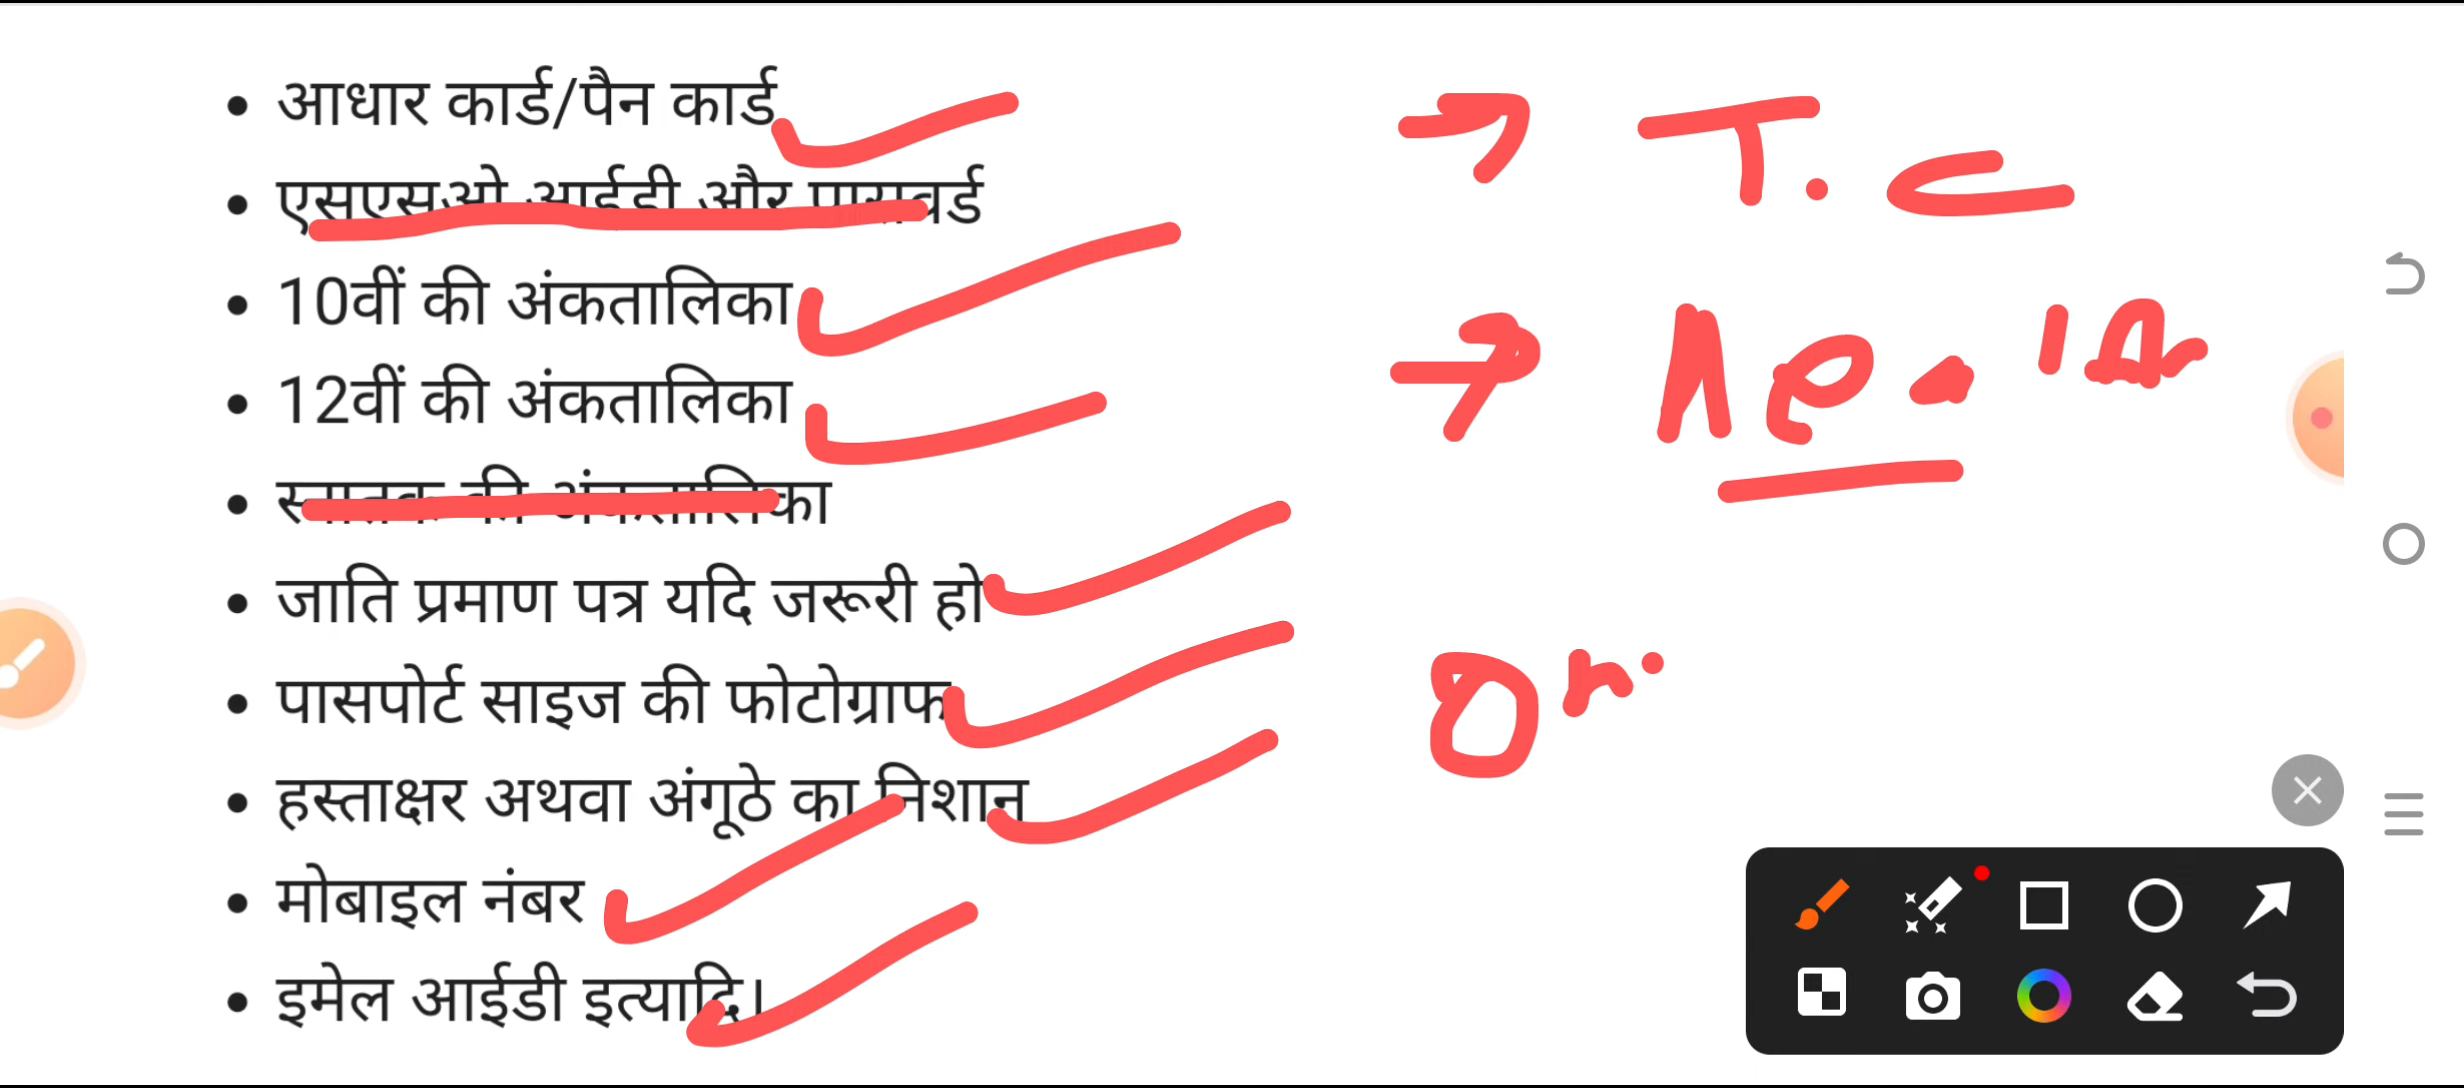 आधार कार्ड/पैन कार्ड
एसएसओ आईडी और पासवर्ड
10वीं की अंकतालिका
12वीं की अंकतालिका
स्नातक की अंकतालिका
जाति प्रमाण पत्र यदि जरूरी हो
पासपोर्ट साइज की फोटोग्राफ
हस्ताक्षर अथवा अंगूठे का निशान
मोबाइल नंबर
इमेल आईडी इत्यादि।
→ T.C